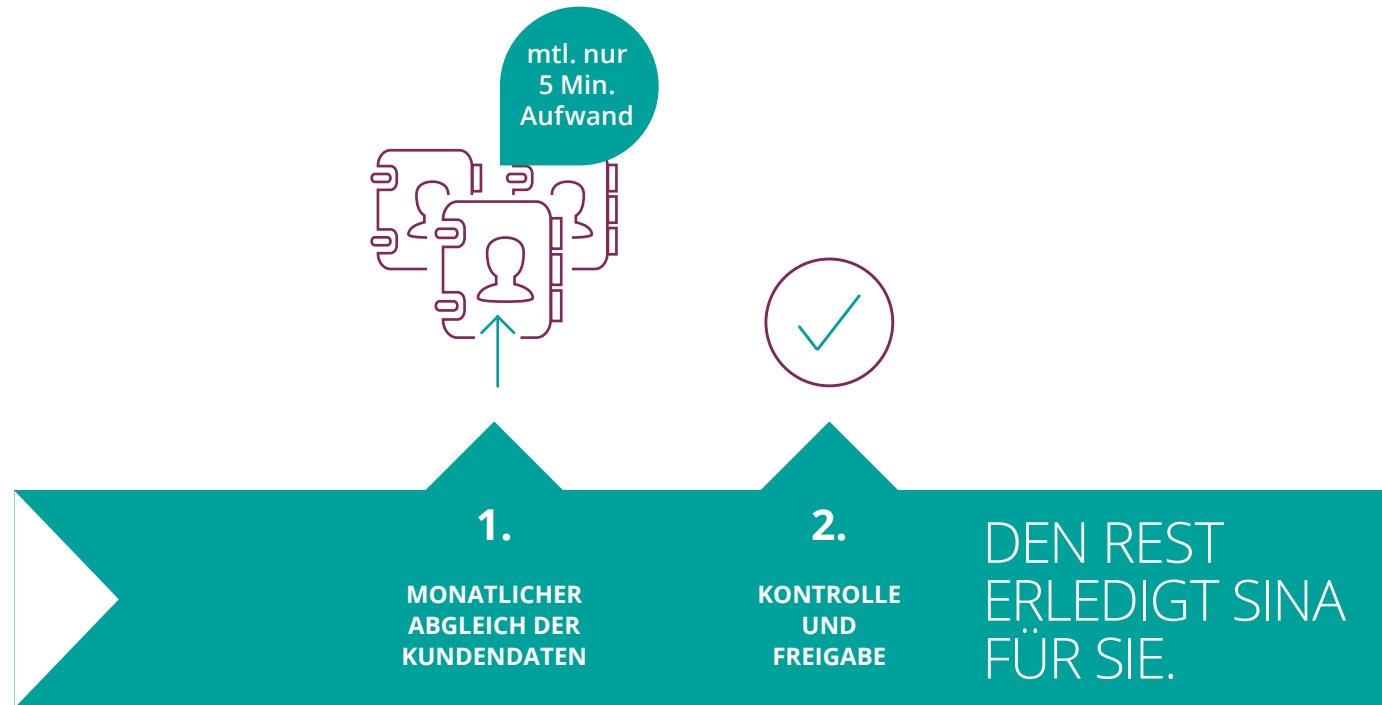 mtl. nur
5 Min.
Aufwand
1.
MONATLICHER
ABGLEICH DER
KUNDENDATEN
2.
KONTROLLE
UND
FREIGABE
DEN REST
ERLEDIGT SINA
FÜR SIE.